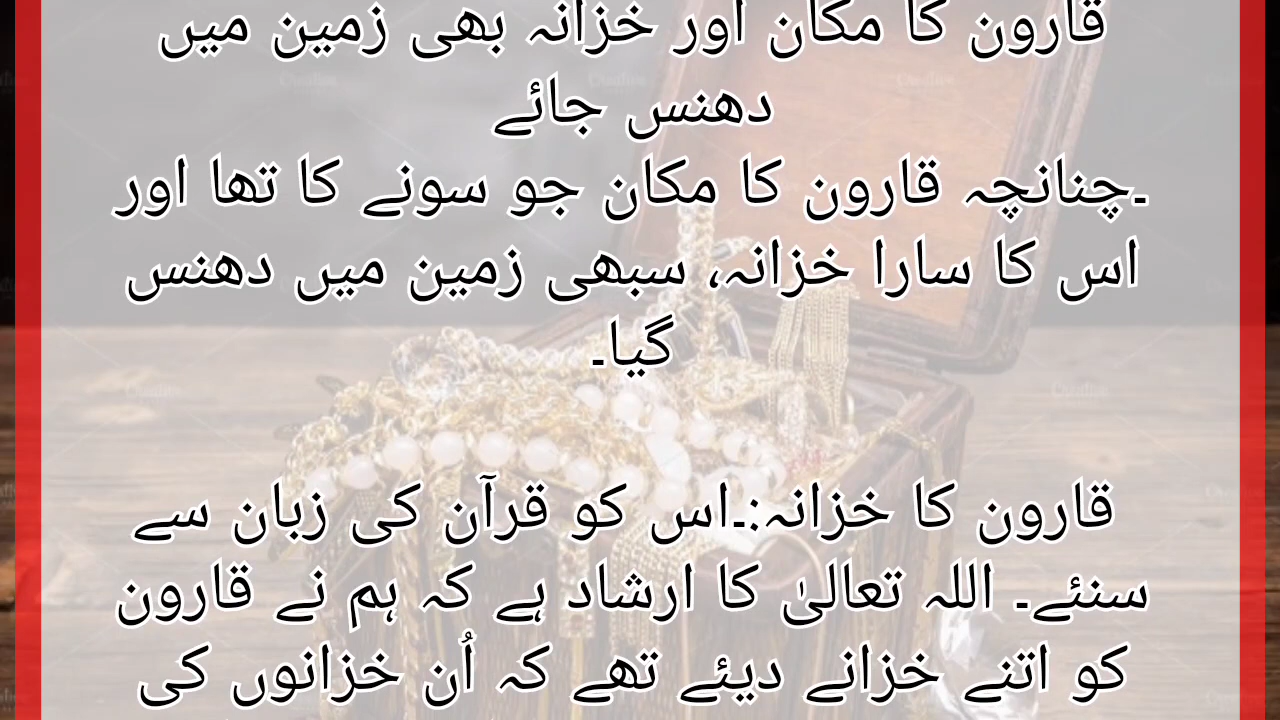 قارون کا مکان اور خزانہ بھی زمین میں
دھنس جائے
۔چنانچہ قارون کا مکان جو سونے کا تھا اور
اس کا سارا خزانہ، سبھی زمین میں دھنس
گیا۔
قارون کا خزانہ:۔اس کو قرآن کی زبان سے
سنئے۔ اللہ تعالیٰ کا ارشاد ہے کہ ہم نے قارون
کو اتنے خزانے دیئے تھے کہ اُن خزانوں کی